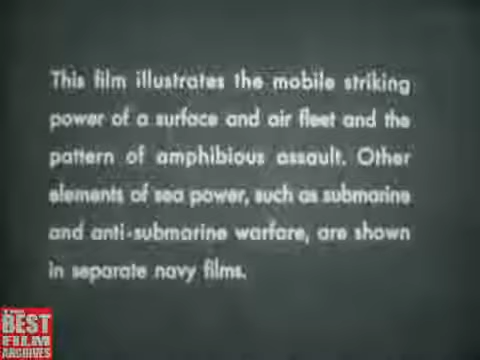 This film illustrates the mobile striking
power of a surface and air fleet and the
pattern of amphibious assault. Other
elements of sea power, such as submarine
and anti-submarine warfare, are shown
in separate navy films.
THE
BEST
FILM
ARCHIVES